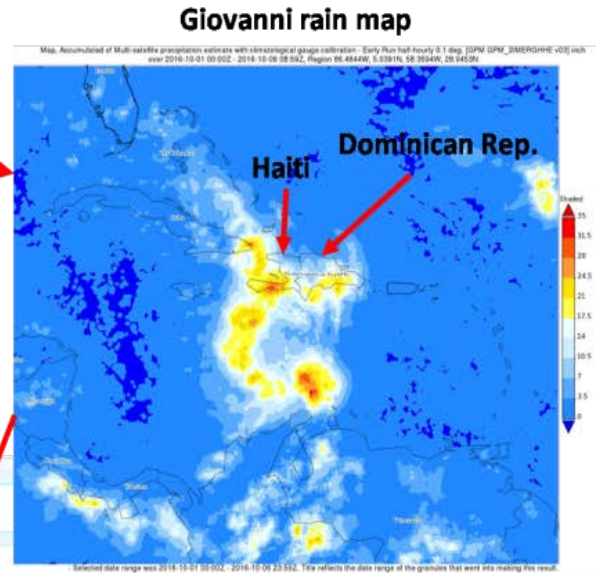 Giovanni rain map
Map, Accumulated of Multi-satellite precipitation estimate with climatological gauge calibration - Early Run half-hourly 0.1 deg. [GPM GPM_3IMERGHHE v03] inch
over 2016-10-01 00:00Z - 2016-10-06 08:59Z, Region 86.4844W, 5.0391N, 58.3594W, 28.9453N
Dominican Rep.
Haiti
Shaded
35
31.5
28
24.5
21
17.5
14
10.5
7
3.5
0
Selected date range was 2016-10-01 00:00Z - 2016-10-06 23:59Z. Title reflects the date range of the granules that went into making this result.